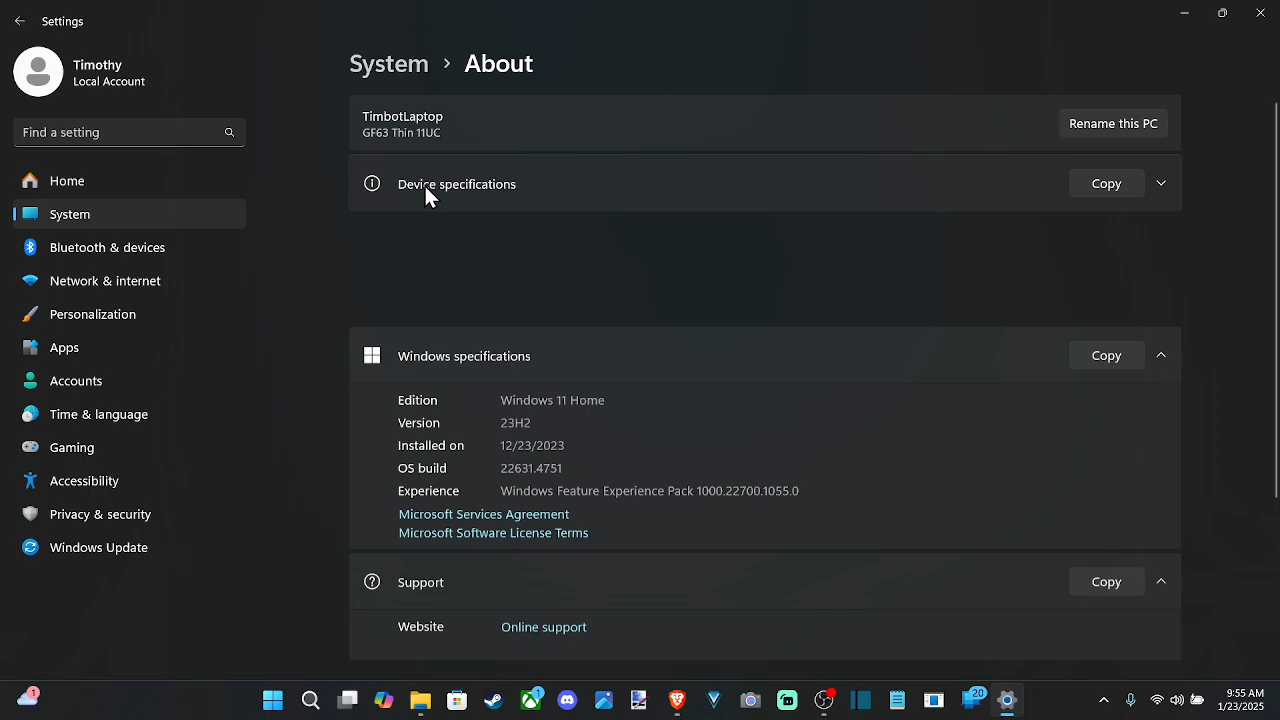 Settings
Timothy
Local Account
Find a setting
Home
System
Bluetooth & devices
Network & internet
Personalization
Apps
Accounts
Time & language
Gaming
Accessibility
Privacy & security
Windows Update
System > About
TimbotLaptop
GF63 Thin 11UC
Rename this PC
Device specifications
Copy
Windows specifications
Copy
Edition Windows 11 Home
Version 23H2
Installed on 12/23/2023
OS build 22631.4751
Experience Windows Feature Experience Pack 1000.22700.1055.0
Microsoft Services Agreement
Microsoft Software License Terms
Support
Copy
Website Online support
1
1
20
9:55 AM
1/23/2025